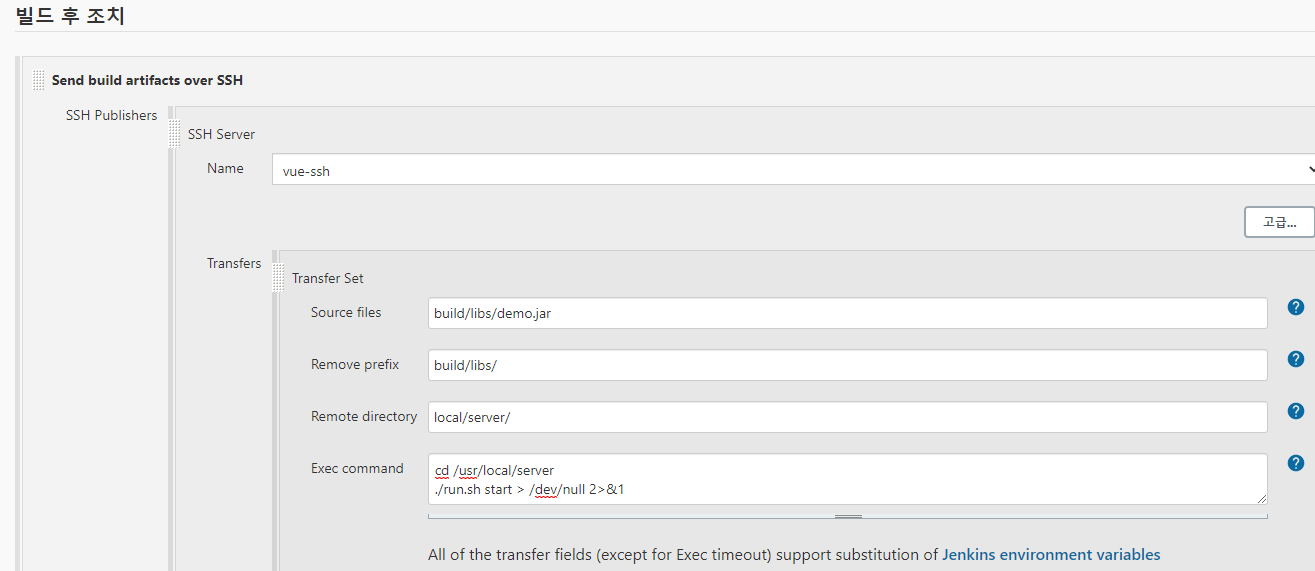 빌드 후 조치
Send build artifacts over SSH
SSH Publishers
SSH Server
Name
vue-ssh
고급...
Transfers
Transfer Set
Source files
build/libs/demo.jar
Remove prefix
build/libs/
Remote directory
local/server/
Exec command
cd /usr/local/server
./run.sh start > /dev/null 2>&1
All of the transfer fields (except for Exec timeout) support substitution of Jenkins environment variables